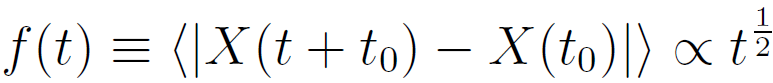 f(t) ≡ ⟨|X(t + t₀) − X(t₀)|⟩ ∝ t^{1/2}